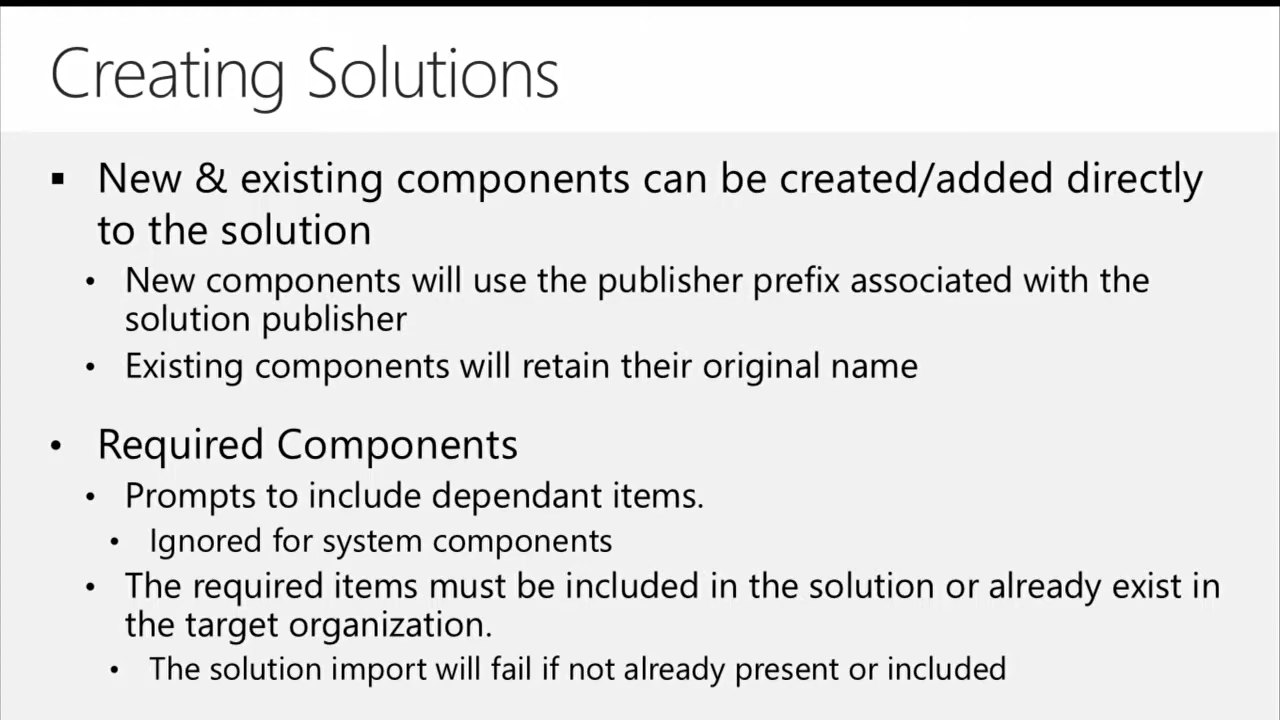 Creating Solutions
▪ New & existing components can be created/added directly
to the solution
• New components will use the publisher prefix associated with the
solution publisher
• Existing components will retain their original name
• Required Components
• Prompts to include dependant items.
• Ignored for system components
• The required items must be included in the solution or already exist in
the target organization.
• The solution import will fail if not already present or included